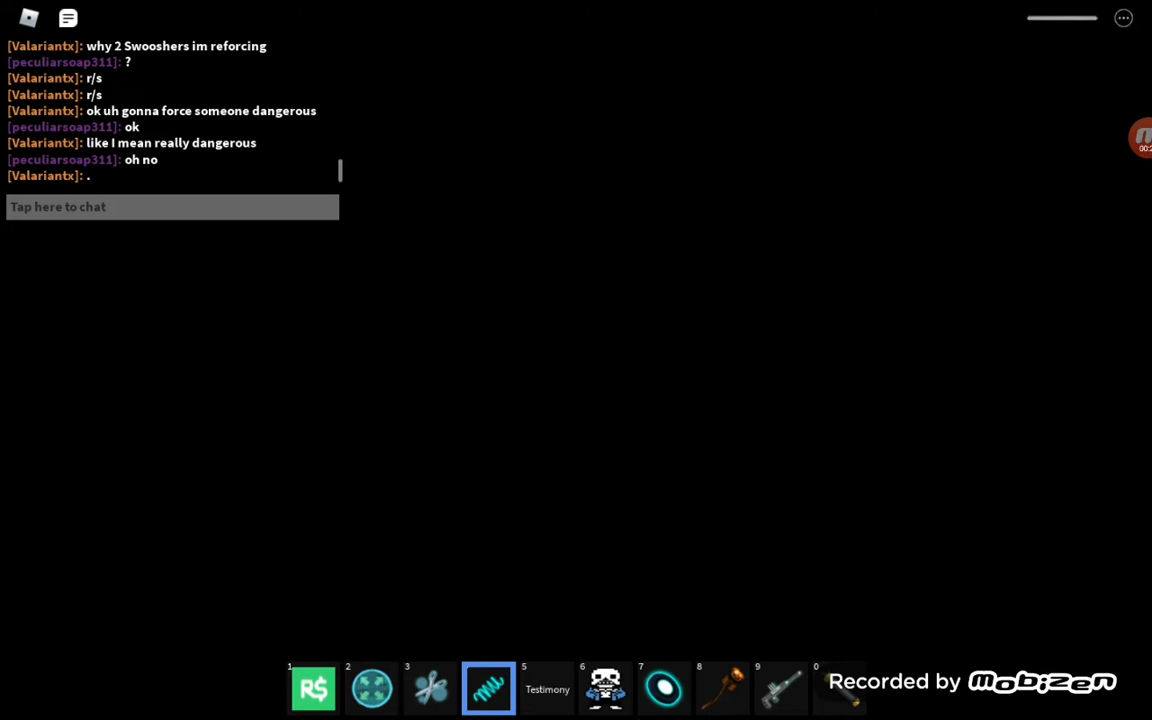 [Valariantx]: why 2 Swooshers im reforcing
[peculiarsoap311]: ?
[Valariantx]: r/s
[Valariantx]: r/s
[Valariantx]: ok uh gonna force someone dangerous
[peculiarsoap311]: ok
[Valariantx]: like I mean really dangerous
[peculiarsoap311]: oh no
[Valariantx]: .
Tap here to chat
1 2 3 5 6 7 8 9 0
R$ Testimony
Recorded by mobizen